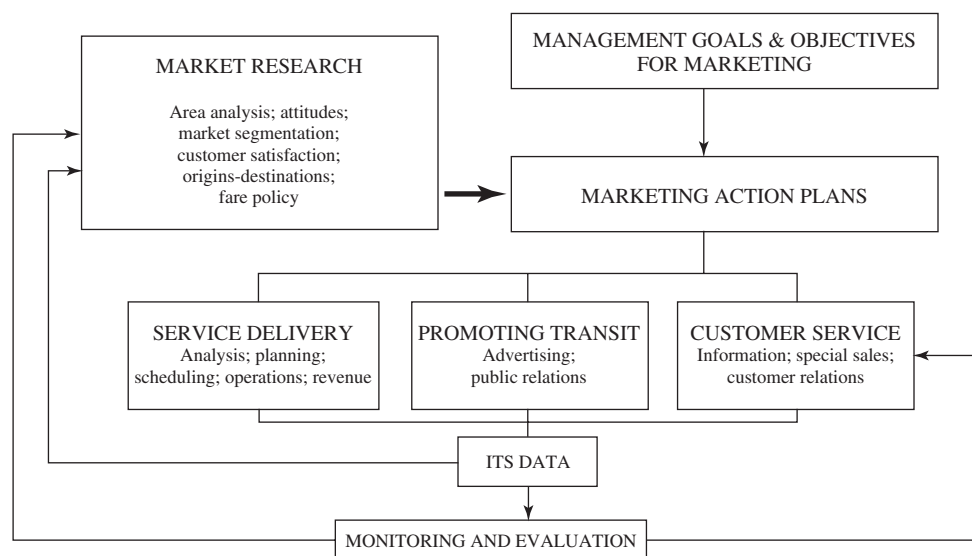 MARKET RESEARCH
Area analysis; attitudes;
market segmentation;
customer satisfaction;
origins-destinations;
fare policy
MANAGEMENT GOALS & OBJECTIVES
FOR MARKETING
MARKETING ACTION PLANS
SERVICE DELIVERY
Analysis; planning;
scheduling; operations; revenue
PROMOTING TRANSIT
Advertising;
public relations
CUSTOMER SERVICE
Information; special sales;
customer relations
ITS DATA
MONITORING AND EVALUATION